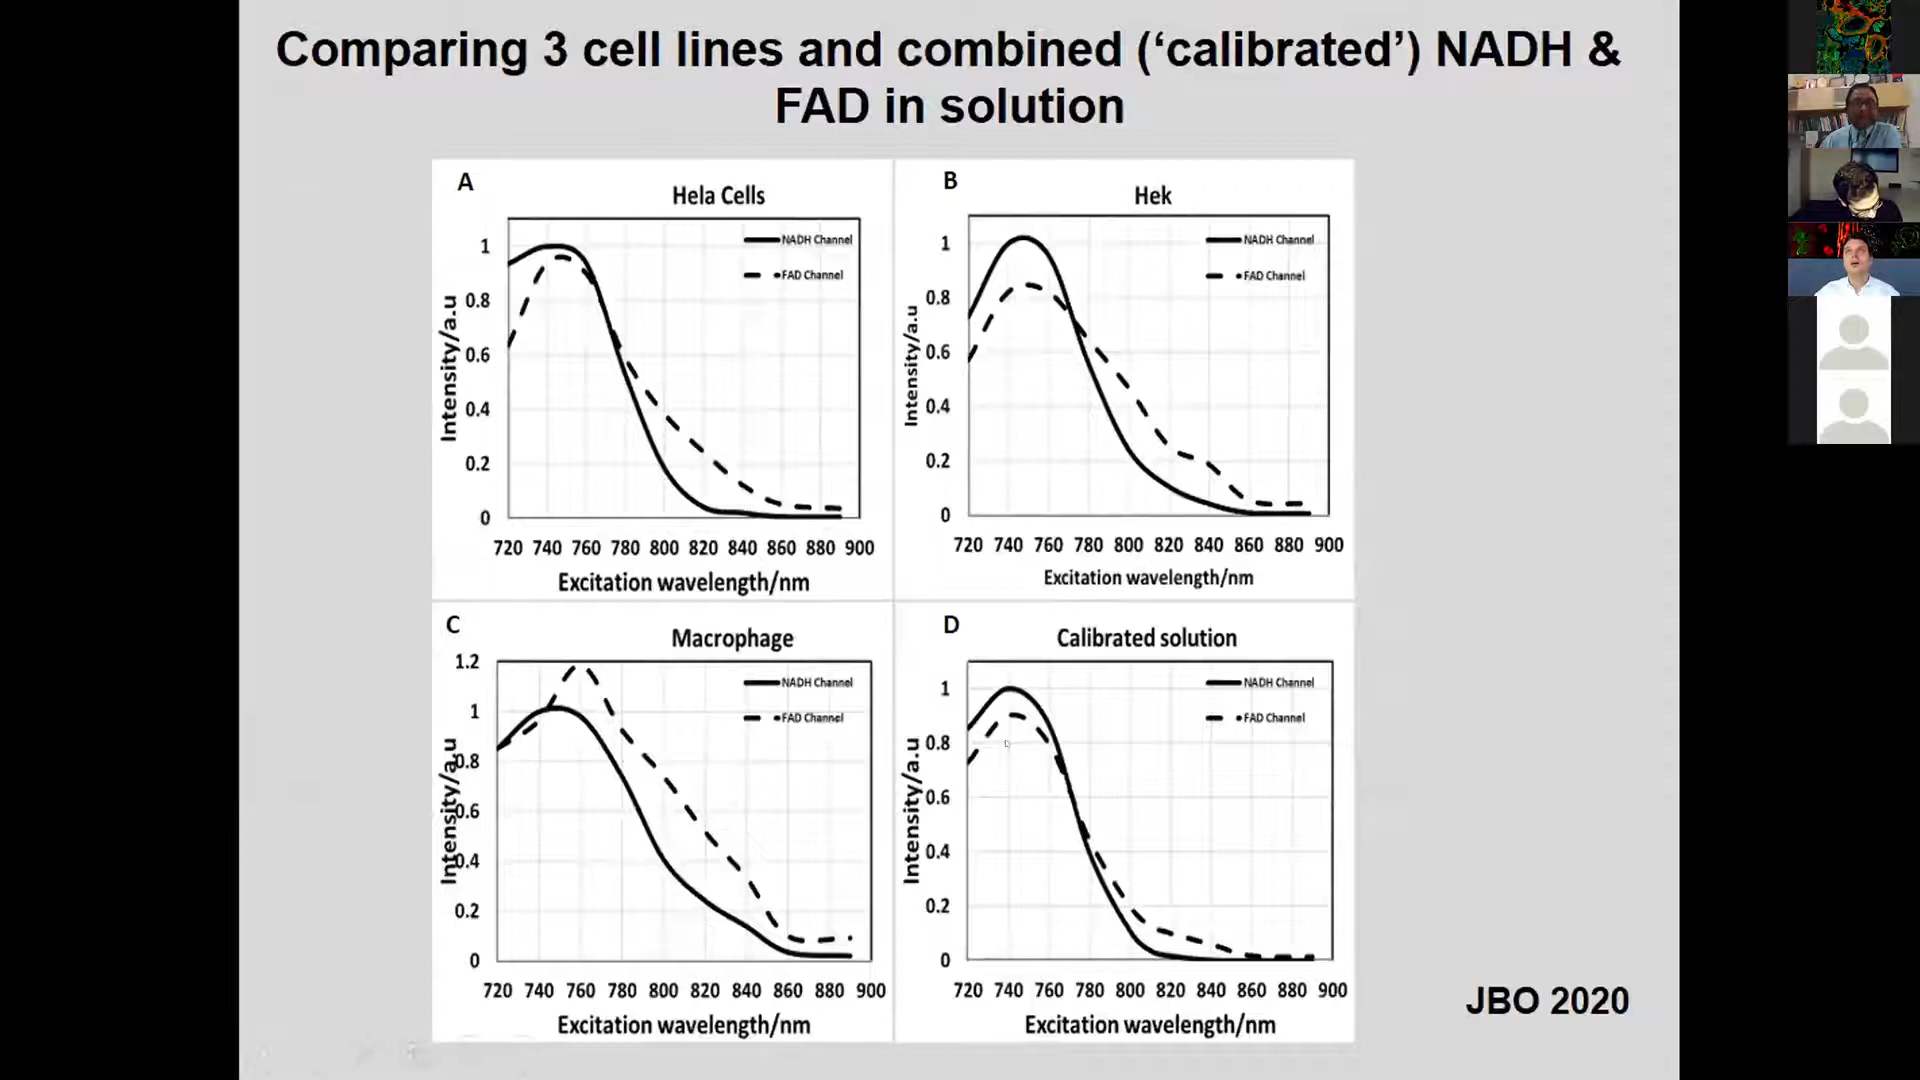 Comparing 3 cell lines and combined (‘calibrated’) NADH &
FAD in solution
A
Hela Cells
NADH Channel
FAD Channel
Intensity/a.u
1
0.8
0.6
0.4
0.2
0
720 740 760 780 800 820 840 860 880 900
Excitation wavelength/nm
B
Hek
NADH Channel
FAD Channel
Intensity/a.u
1
0.8
0.6
0.4
0.2
0
720 740 760 780 800 820 840 860 880 900
Excitation wavelength/nm
C
Macrophage
NADH Channel
FAD Channel
Intensity/a.u
1.2
1
0.8
0.6
0.4
0.2
0
720 740 760 780 800 820 840 860 880 900
Excitation wavelength/nm
D
Calibrated solution
NADH Channel
FAD Channel
Intensity/a.u
1
0.8
0.6
0.4
0.2
0
720 740 760 780 800 820 840 860 880 900
Excitation wavelength/nm
JBO 2020